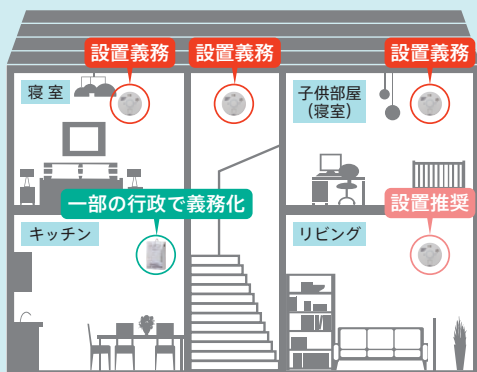 設置義務
設置義務
設置義務
寝室
子供部屋
(寝室)
一部の行政で義務化
設置推奨
キッチン
リビング